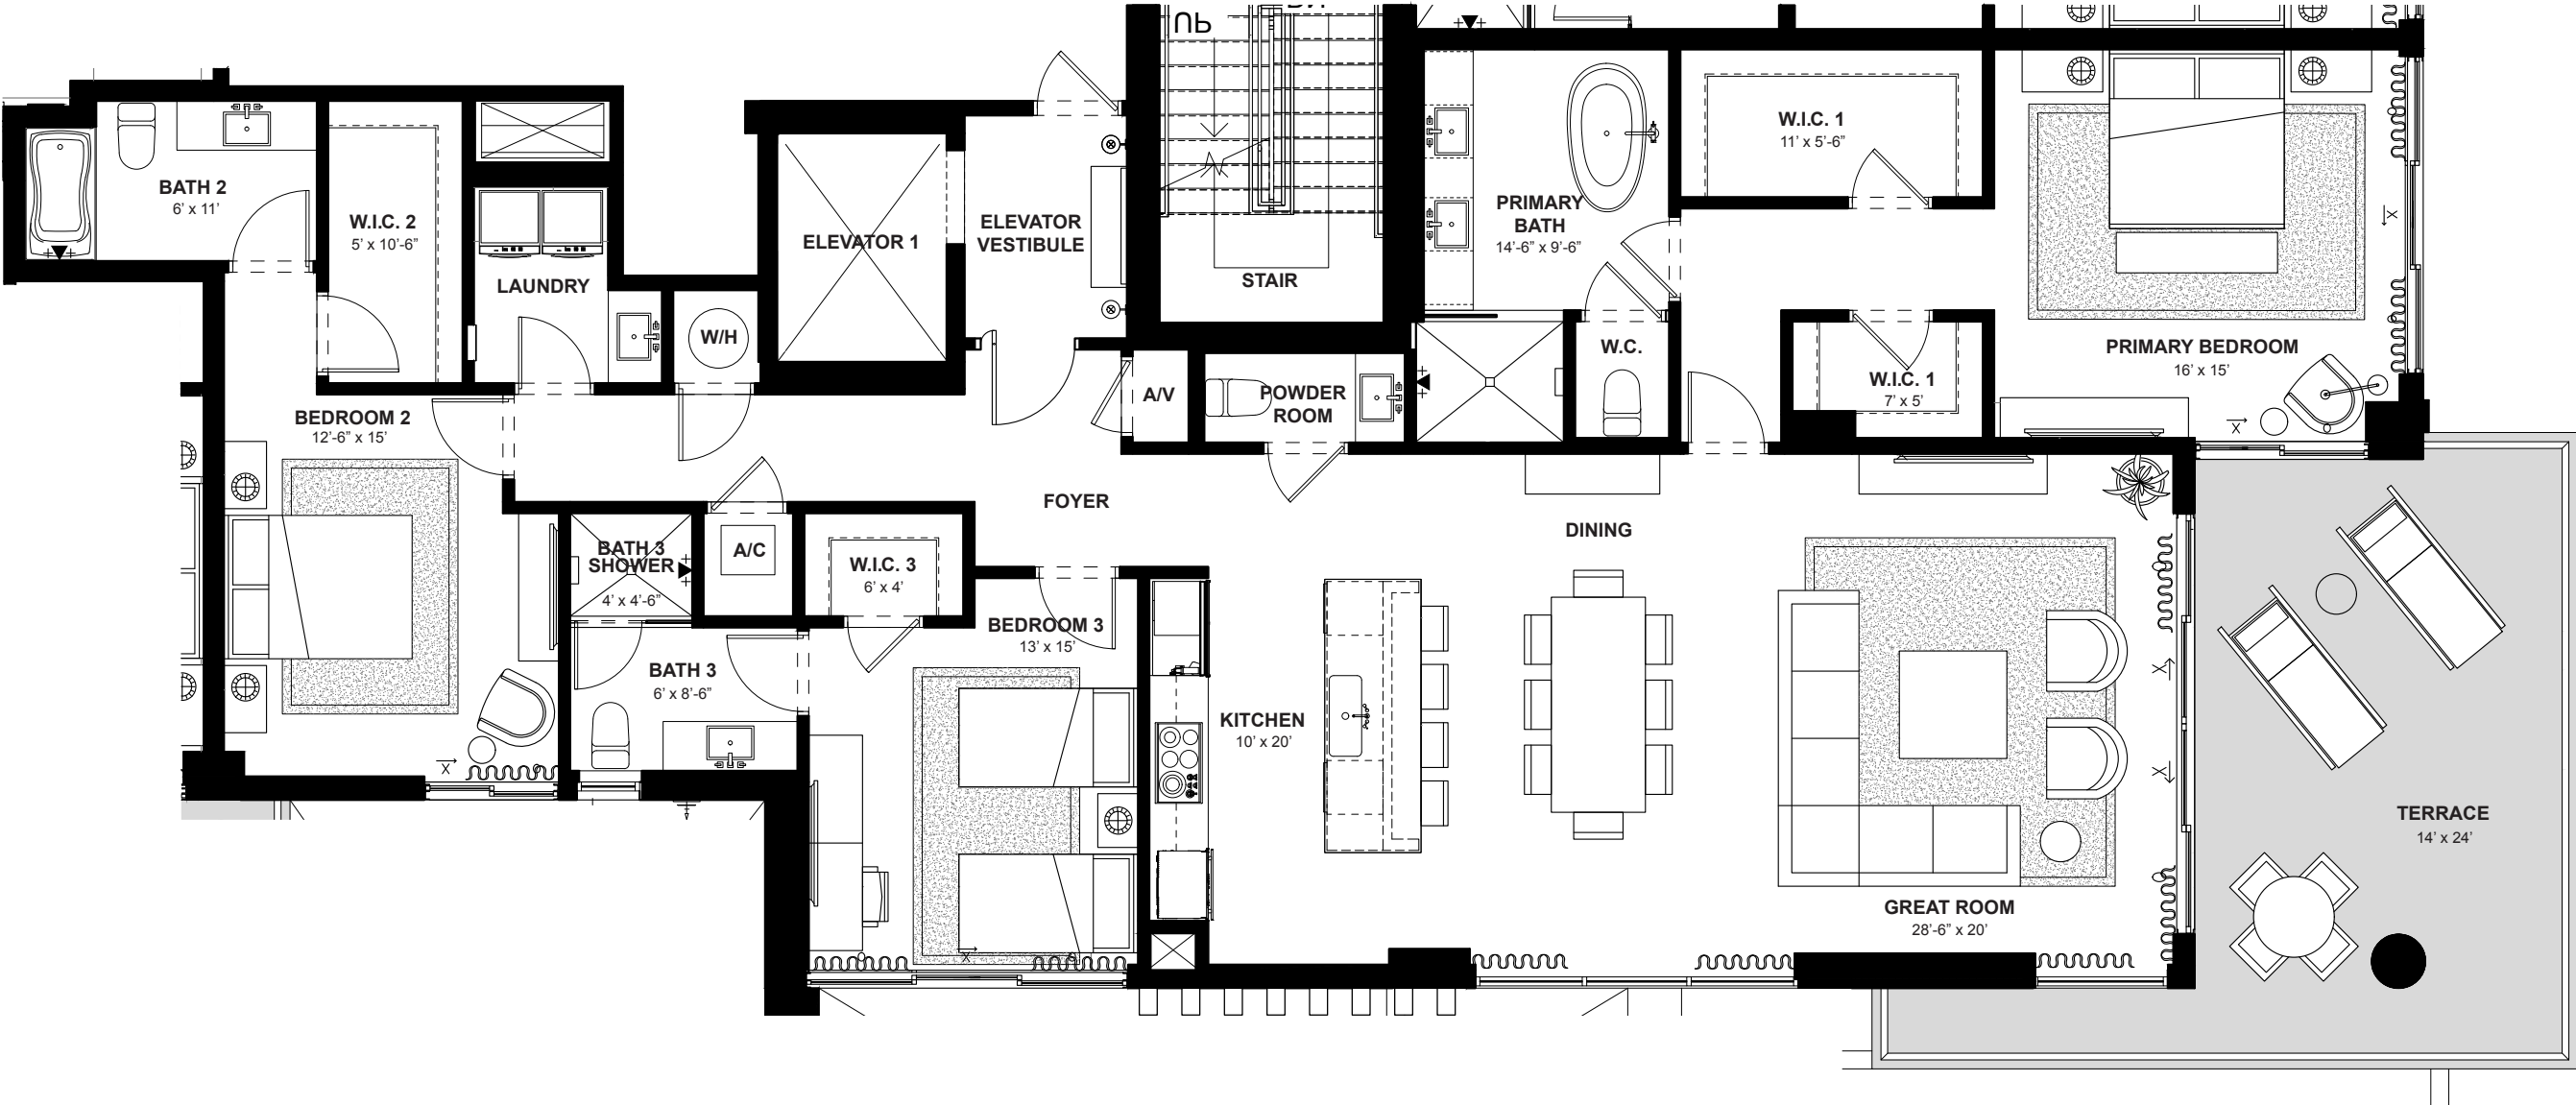 UP
BATH 2
6' x 11'
W.I.C. 2
5' x 10'-6"
LAUNDRY
W/H
ELEVATOR 1
ELEVATOR
VESTIBULE
STAIR
PRIMARY
BATH
14'-6" x 9'-6"
W.I.C. 1
11' x 5'-6"
W.C.
W.I.C. 1
7' x 5'
PRIMARY BEDROOM
16' x 15'
X
X
A/V
POWDER
ROOM
BEDROOM 2
12'-6" x 15'
X
FOYER
BATH 3
SHOWER
4' x 4'-6"
A/C
W.I.C. 3
6' x 4'
BATH 3
6' x 8'-6"
BEDROOM 3
13' x 15'
X
KITCHEN
10' x 20'
DINING
GREAT ROOM
28'-6" x 20'
X
X
TERRACE
14' x 24'